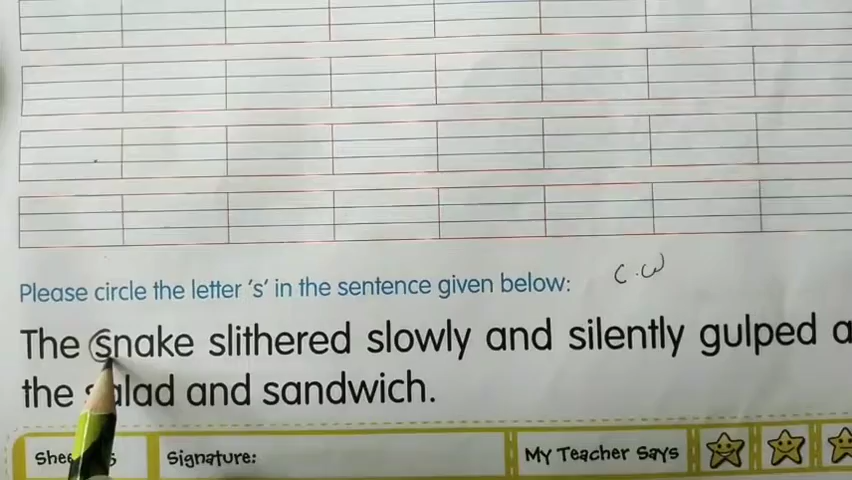 Please circle the letter 's' in the sentence given below:
C.W
The snake slithered slowly and silently gulped a
the salad and sandwich.
Signature:
My Teacher Says